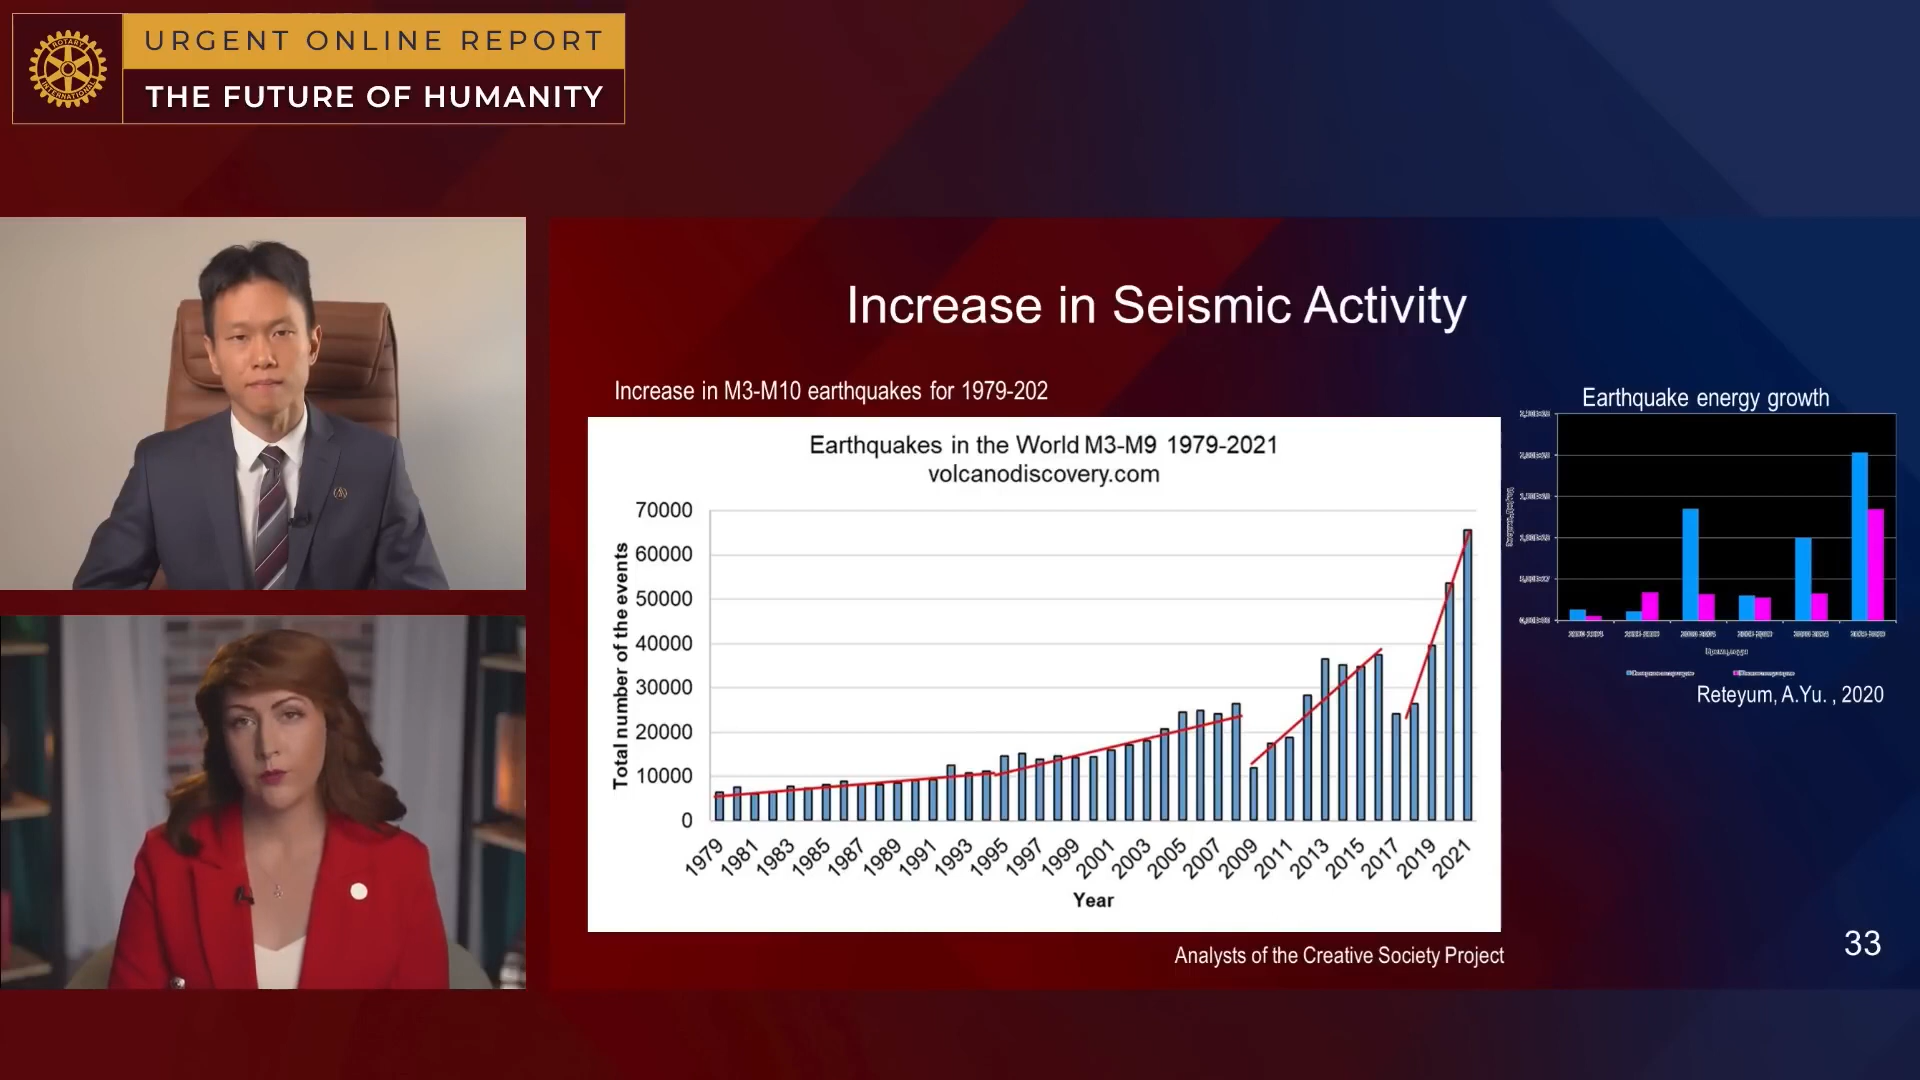 ROTARY
INTERNATIONAL
URGENT ONLINE REPORT
THE FUTURE OF HUMANITY
Increase in Seismic Activity
Increase in M3-M10 earthquakes for 1979-202
Earthquakes in the World M3-M9 1979-2021
volcanodiscovery.com
Total number of the events
70000
60000
50000
40000
30000
20000
10000
0
1979 1981 1983 1985 1987 1989 1991 1993 1995 1997 1999 2001 2003 2005 2007 2009 2011 2013 2015 2017 2019 2021
Year
Analysts of the Creative Society Project
Earthquake energy growth
Reteyum, A.Yu. , 2020
33